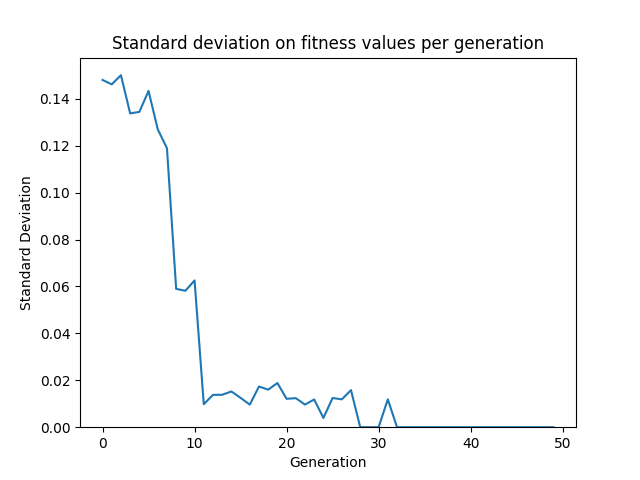 Standard deviation on fitness values per generation
Standard Deviation
0.14
0.12
0.10
0.08
0.06
0.04
0.02
0.00
0 10 20 30 40 50
Generation